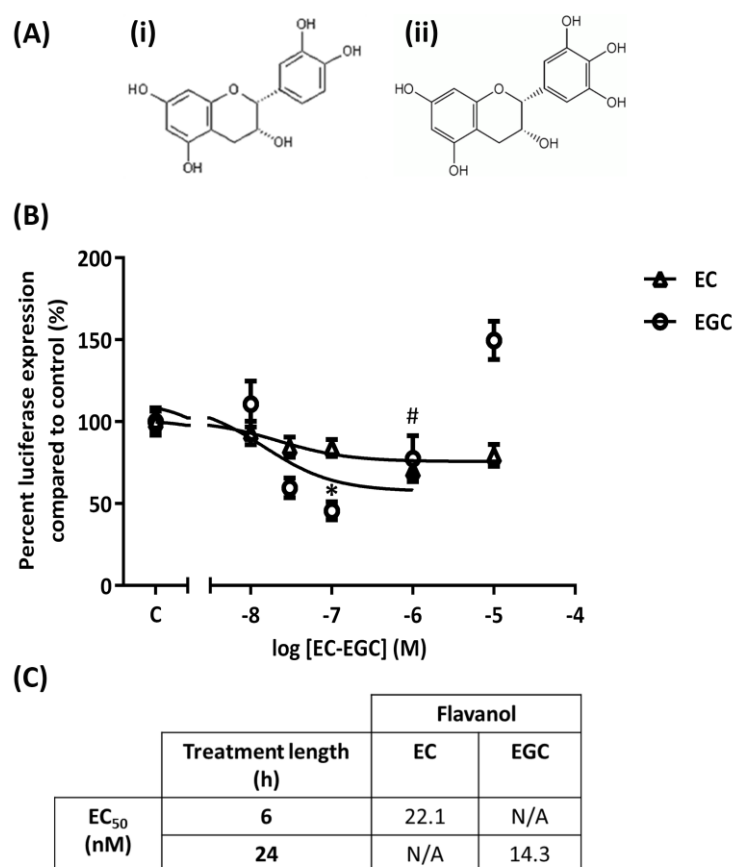 (A) (i) (ii)
OH
OH
HO
O
OH
OH
OH
OH
HO
O
OH
OH
OH
(B)
Percent luciferase expression
compared to control (%)
200
150
100
50
0
#
*
EC
EGC
C -8 -7 -6 -5 -4
log [EC-EGC] (M)
(C)
Flavanol
Treatment length
(h) EC EGC
EC50
(nM) 6 22.1 N/A
24 N/A 14.3